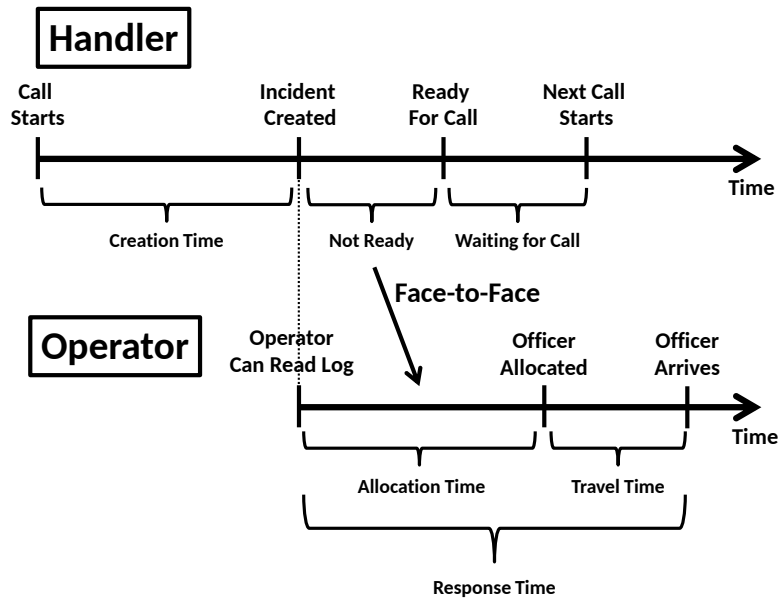 Handler
Call
Starts
Incident
Created
Ready
For Call
Next Call
Starts
Time
Creation Time
Not Ready
Waiting for Call
Face-to-Face
Operator
Operator
Can Read Log
Officer
Allocated
Officer
Arrives
Time
Allocation Time
Travel Time
Response Time